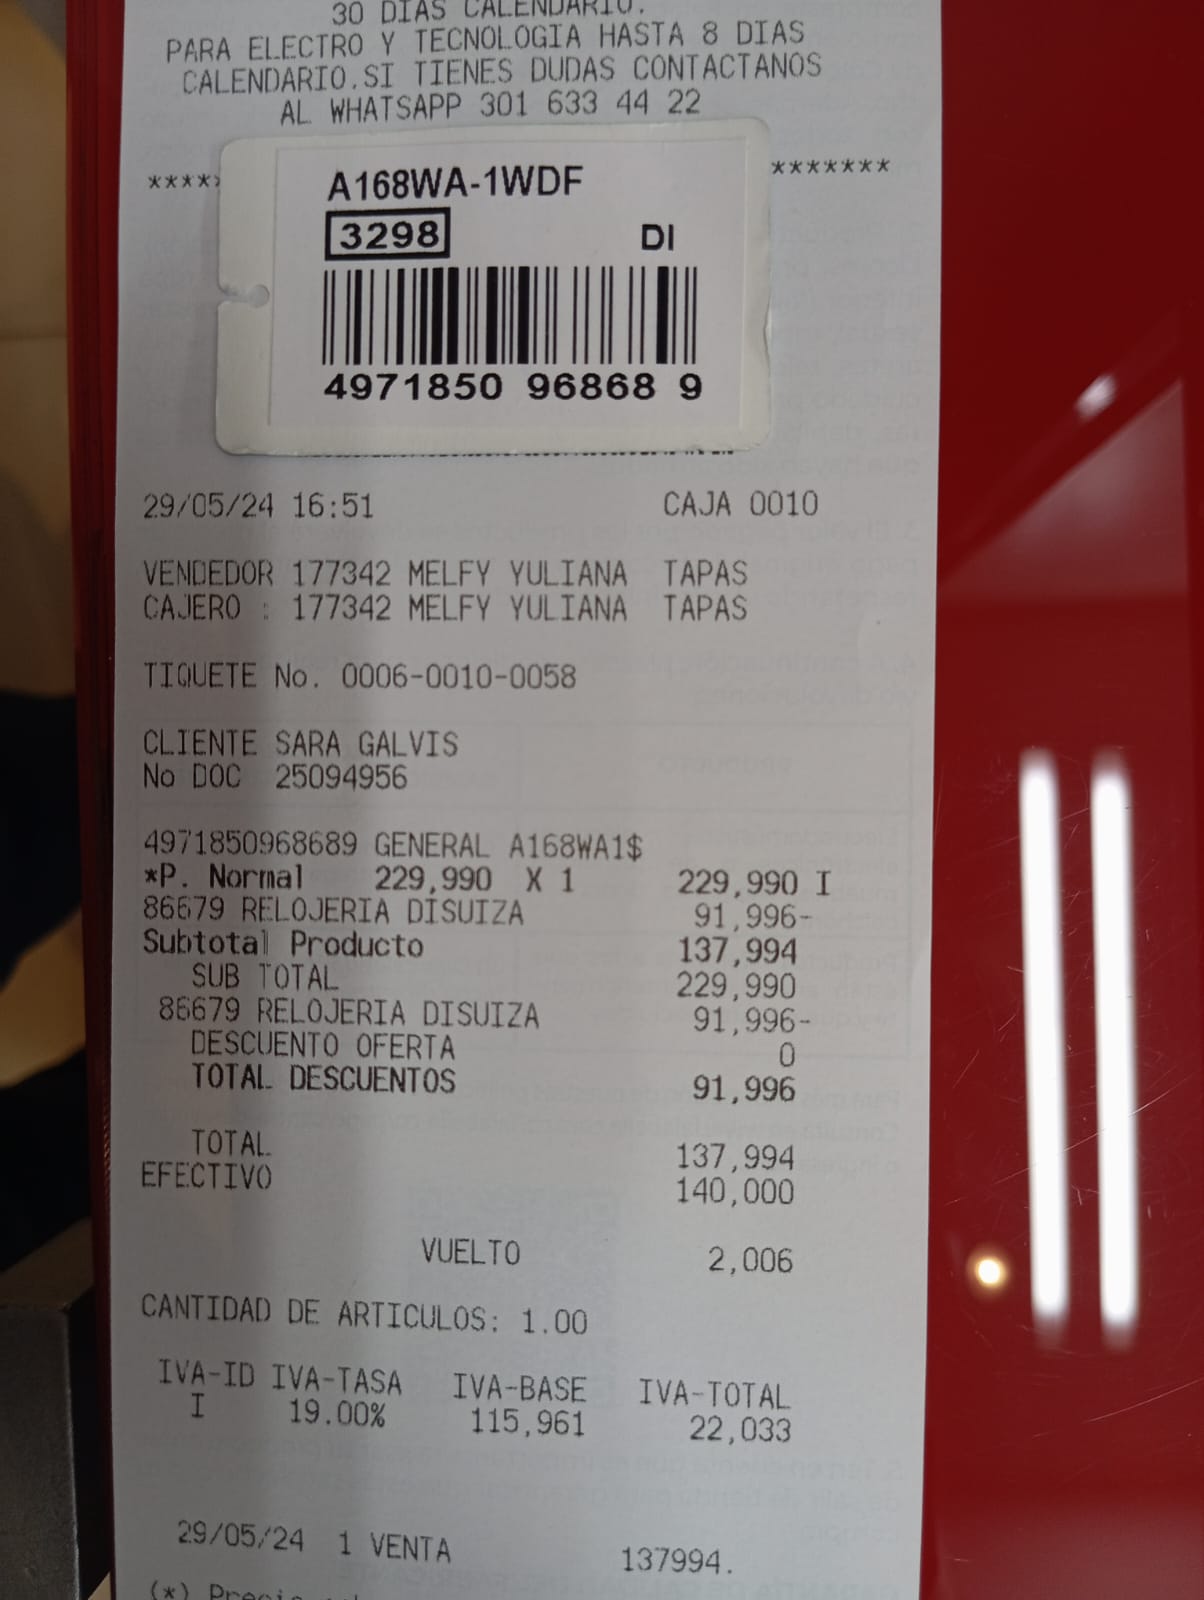 30 DIAS CALENDARIO.
PARA ELECTRO Y TECNOLOGIA HASTA 8 DIAS
CALENDARIO.SI TIENES DUDAS CONTACTANOS
AL WHATSAPP 301 633 44 22
**** *******
A168WA-1WDF
3298 DI
4971850 96868 9
29/05/24 16:51 CAJA 0010
VENDEDOR 177342 MELFY YULIANA TAPAS
CAJERO : 177342 MELFY YULIANA TAPAS
TIQUETE No. 0006-0010-0058
CLIENTE SARA GALVIS
No DOC 25094956
4971850968689 GENERAL A168WA1$
*P. Normal 229,990 X 1 229,990 I
86679 RELOJERIA DISUIZA 91,996-
Subtotal Producto 137,994
SUB TOTAL 229,990
86679 RELOJERIA DISUIZA 91,996-
DESCUENTO OFERTA 0
TOTAL DESCUENTOS 91,996
TOTAL 137,994
EFECTIVO 140,000
VUELTO 2,006
CANTIDAD DE ARTICULOS: 1.00
IVA-ID IVA-TASA IVA-BASE IVA-TOTAL
I 19.00% 115,961 22,033
29/05/24 1 VENTA 137994.
(*)